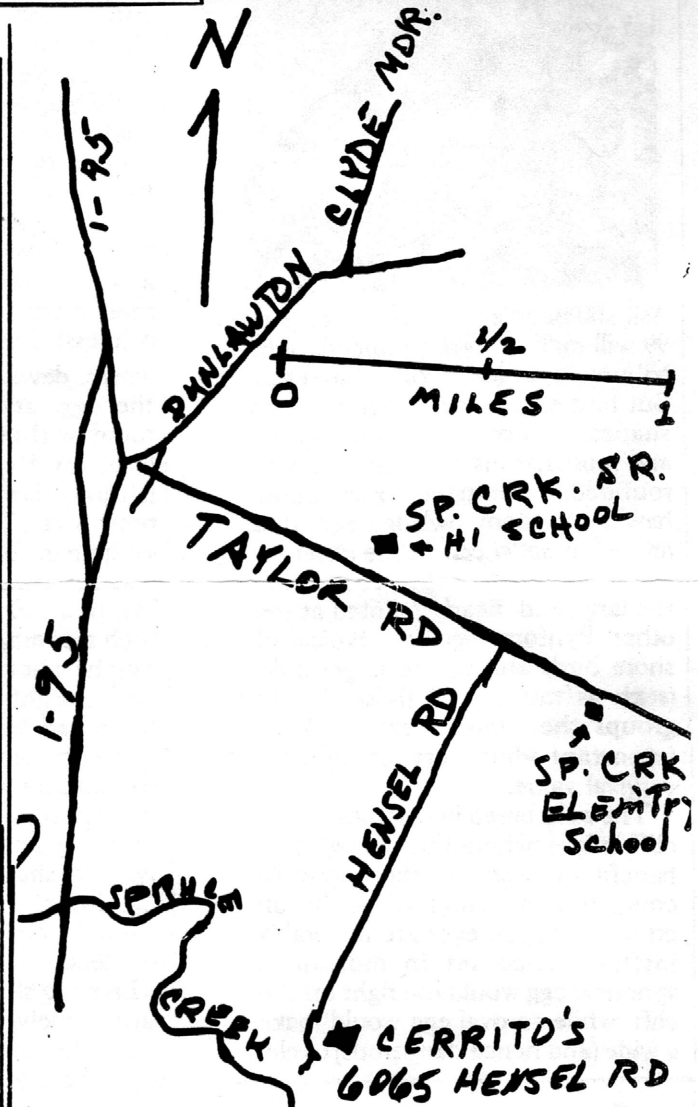 N
CLYDE MOR.
I-95
DUNLAWTON
0
1/2
1
MILES
SP. CRK. SR.
+ HI SCHOOL
TAYLOR RD
I-95
HENSEL RD
SP. CRK
ELEMTRY
School
SPRUCE
CREEK
CERRITO'S
6065 HENSEL RD